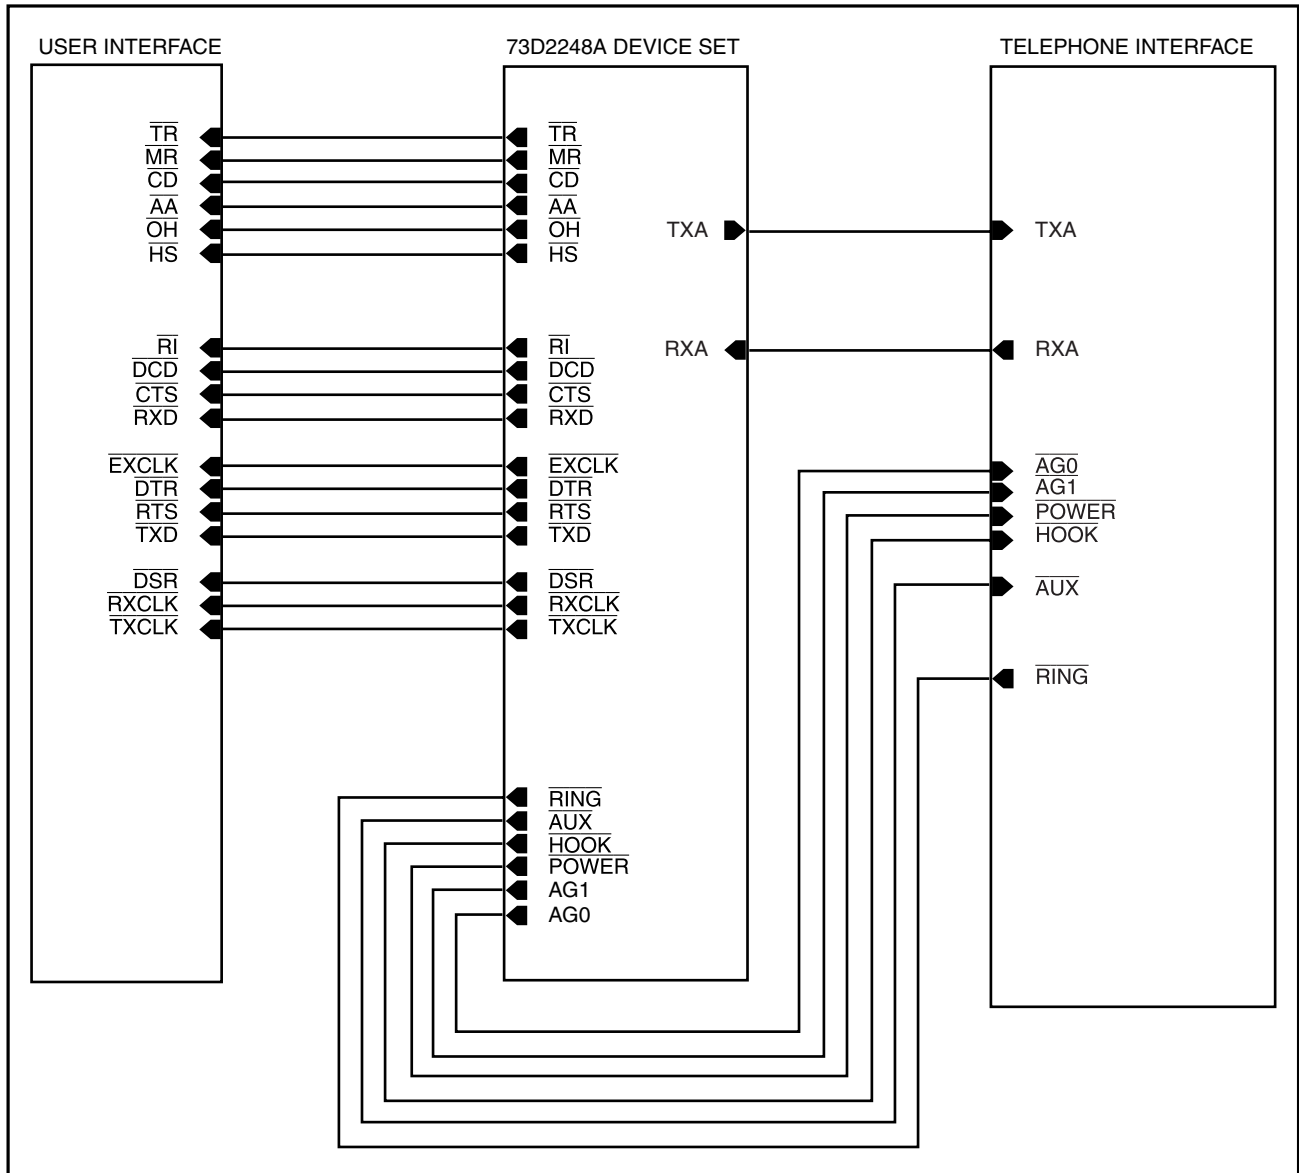 USER INTERFACE
TR
MR
CD
AA
OH
HS
RI
DCD
CTS
RXD
EXCLK
DTR
RTS
TXD
DSR
RXCLK
TXCLK
73D2248A DEVICE SET
TR
MR
CD
AA
OH
HS
RI
DCD
CTS
RXD
EXCLK
DTR
RTS
TXD
DSR
RXCLK
TXCLK
RING
AUX
HOOK
POWER
AG1
AG0
TXA
RXA
TELEPHONE INTERFACE
TXA
RXA
AG0
AG1
POWER
HOOK
AUX
RING